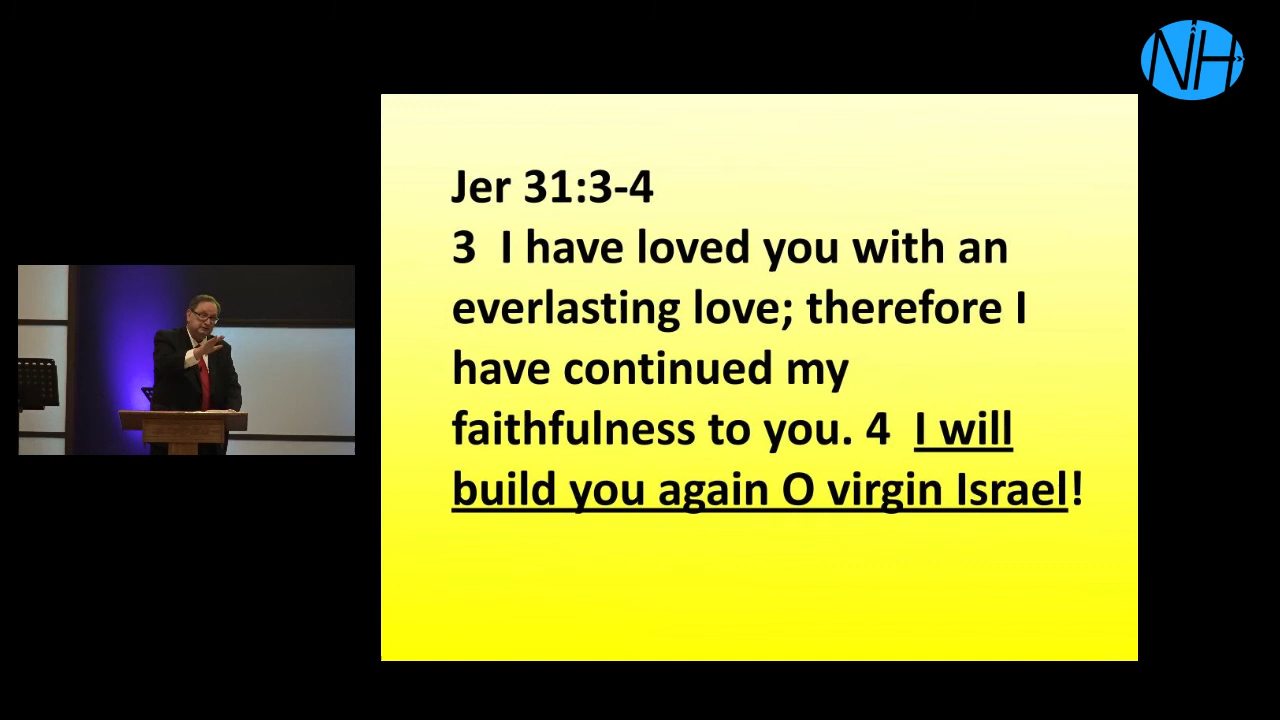 NH
Jer 31:3-4
3 I have loved you with an
everlasting love; therefore I
have continued my
faithfulness to you. 4 I will
build you again O virgin Israel!